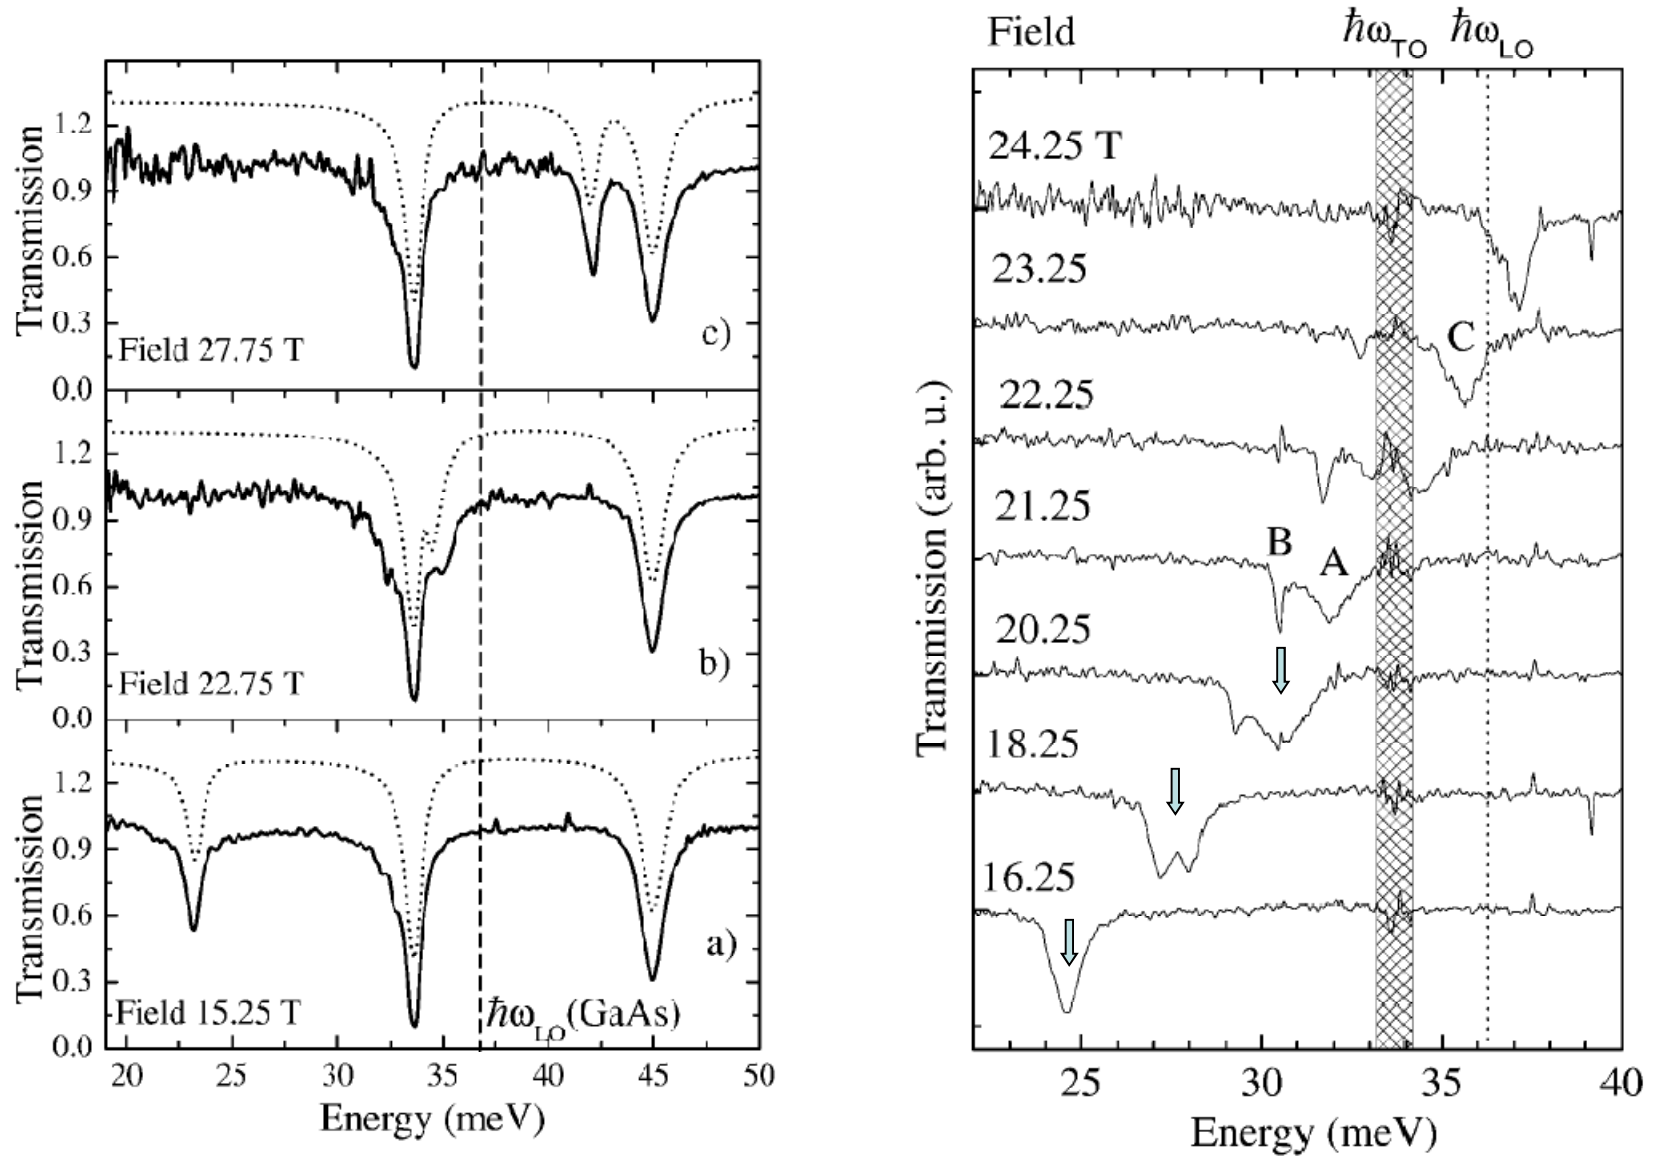 Transmission
1.2
0.9
0.6
0.3
0.0
Field 27.75 T
c)
Transmission
1.2
0.9
0.6
0.3
0.0
Field 22.75 T
b)
Transmission
1.2
0.9
0.6
0.3
0.0
a)
Field 15.25 T
ħω_LO(GaAs)
20 25 30 35 40 45 50
Energy (meV)
Field ħω_TO ħω_LO
24.25 T
23.25
C
22.25
21.25
B
A
20.25
18.25
16.25
Transmission (arb. u.)
25 30 35 40
Energy (meV)